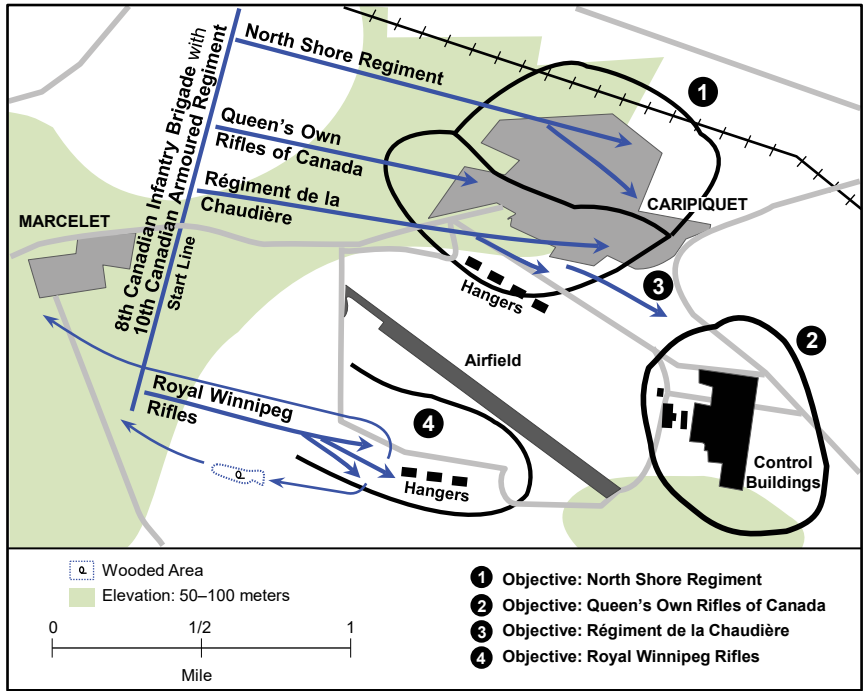 North Shore
Regiment
1
8th Canadian Infantry Brigade with
10th Canadian Armoured Regiment
Start Line
Queen's Own
Rifles of Canada
Régiment de la
Chaudière
CARIPIQUET
MARCELET
Hangers
3
2
Airfield
Royal Winnipeg
Rifles
4
Hangers
Control
Buildings
Wooded Area
Elevation: 50–100 meters
0 1/2 1
Mile
1 Objective: North Shore Regiment
2 Objective: Queen's Own Rifles of Canada
3 Objective: Régiment de la Chaudière
4 Objective: Royal Winnipeg Rifles